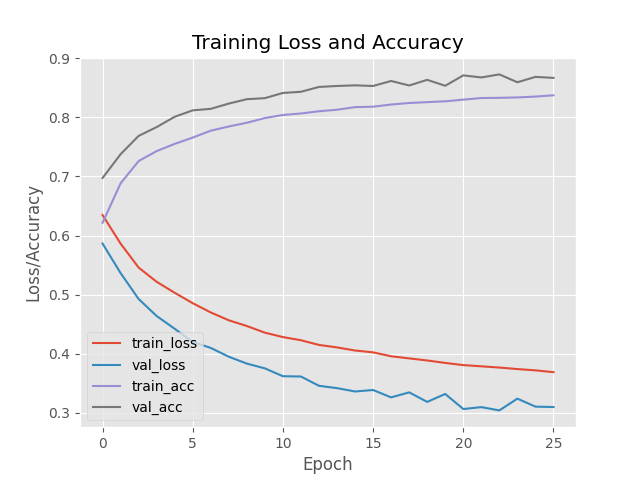 Training Loss and Accuracy
Loss/Accuracy
0.9
0.8
0.7
0.6
0.5
0.4
0.3
train_loss
val_loss
train_acc
val_acc
0 5 10 15 20 25
Epoch